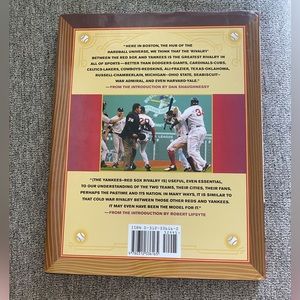 "HERE IN BOSTON, THE HUB OF THE
HARDBALL UNIVERSE, WE THINK THAT THE 'RIVALRY'
BETWEEN THE RED SOX AND YANKEES IS THE GREATEST RIVALRY IN
ALL OF SPORTS—BETTER THAN DODGERS-GIANTS, CARDINALS-CUBS,
CELTICS-LAKERS, COWBOYS-REDSKINS, ALI-FRAZIER, TEXAS-OKLAHOMA,
RUSSELL-CHAMBERLAIN, MICHIGAN-OHIO STATE, SEABISCUIT-
WAR ADMIRAL, AND EVEN HARVARD-YALE."
—FROM THE INTRODUCTION BY DAN SHAUGHNESSY
"[THE YANKEES-RED SOX RIVALRY IS] USEFUL, EVEN ESSENTIAL,
TO OUR UNDERSTANDING OF THE TWO TEAMS, THEIR CITIES, THEIR FANS,
PERHAPS THE PASTIME AND ITS NATION. IN MANY WAYS, IT IS SIMILAR TO
THAT COLD WAR RIVALRY BETWEEN THOSE OTHER REDS AND YANKEES.
IT MAY EVEN HAVE BEEN THE MODEL FOR IT."
—FROM THE INTRODUCTION BY ROBERT LIPSYTE